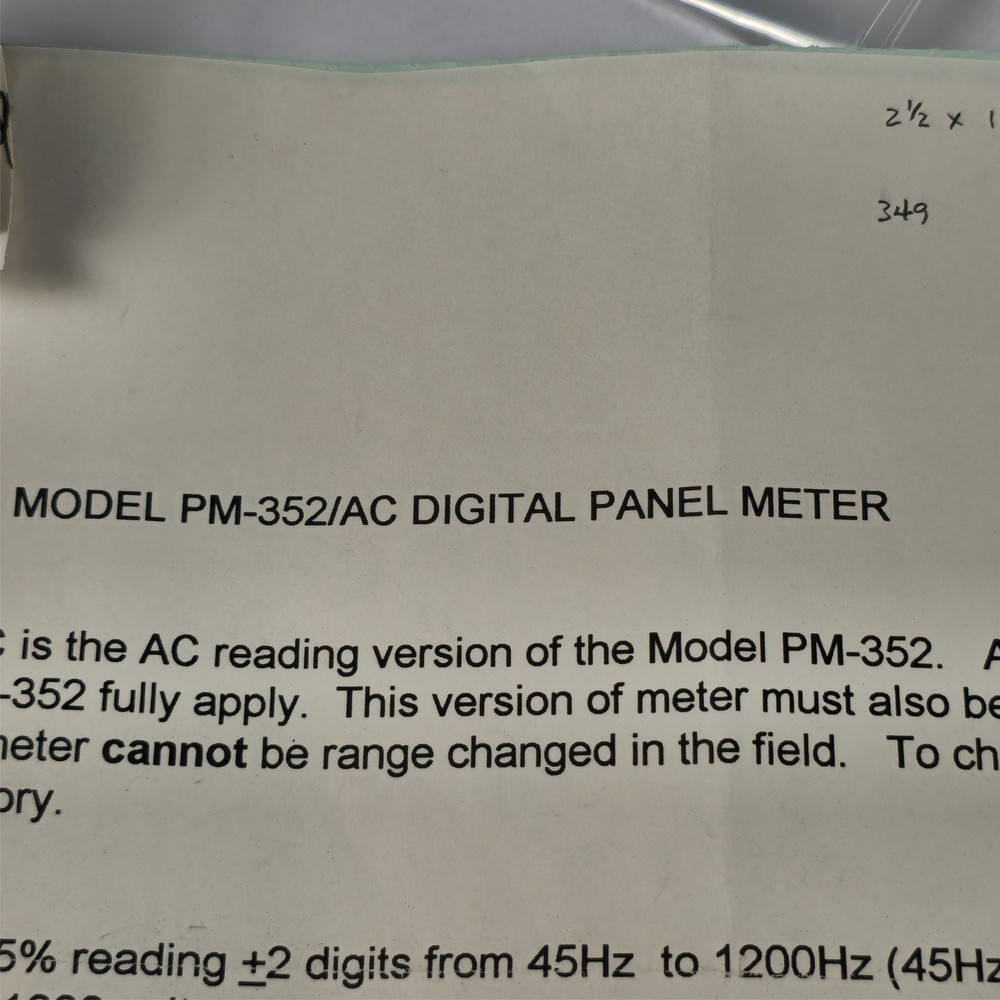 2½ x 1
349
MODEL PM-352/AC DIGITAL PANEL METER
is the AC reading version of the Model PM-352. A
-352 fully apply. This version of meter must also be
meter cannot be range changed in the field. To ch
ory.
5% reading ±2 digits from 45Hz to 1200Hz (45Hz